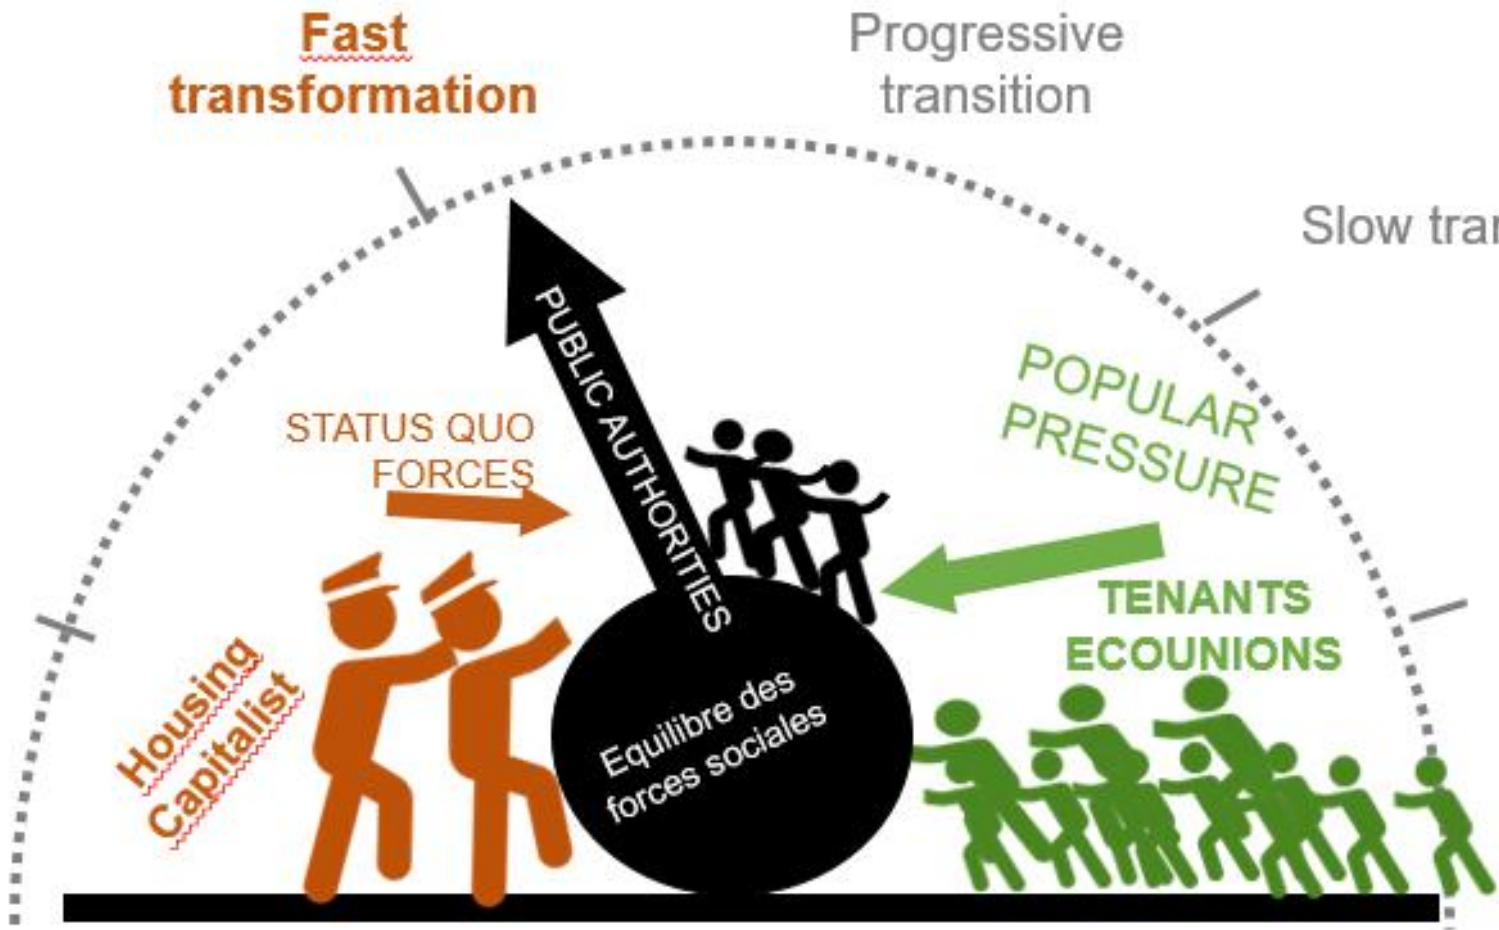 Fast
transformation
Progressive
transition
Slow trar
PUBLIC AUTHORITIES
STATUS QUO
FORCES
POPULAR
PRESSURE
TENANTS
ECOUNIONS
Housing
Capitalist
Equilibre des
forces sociales